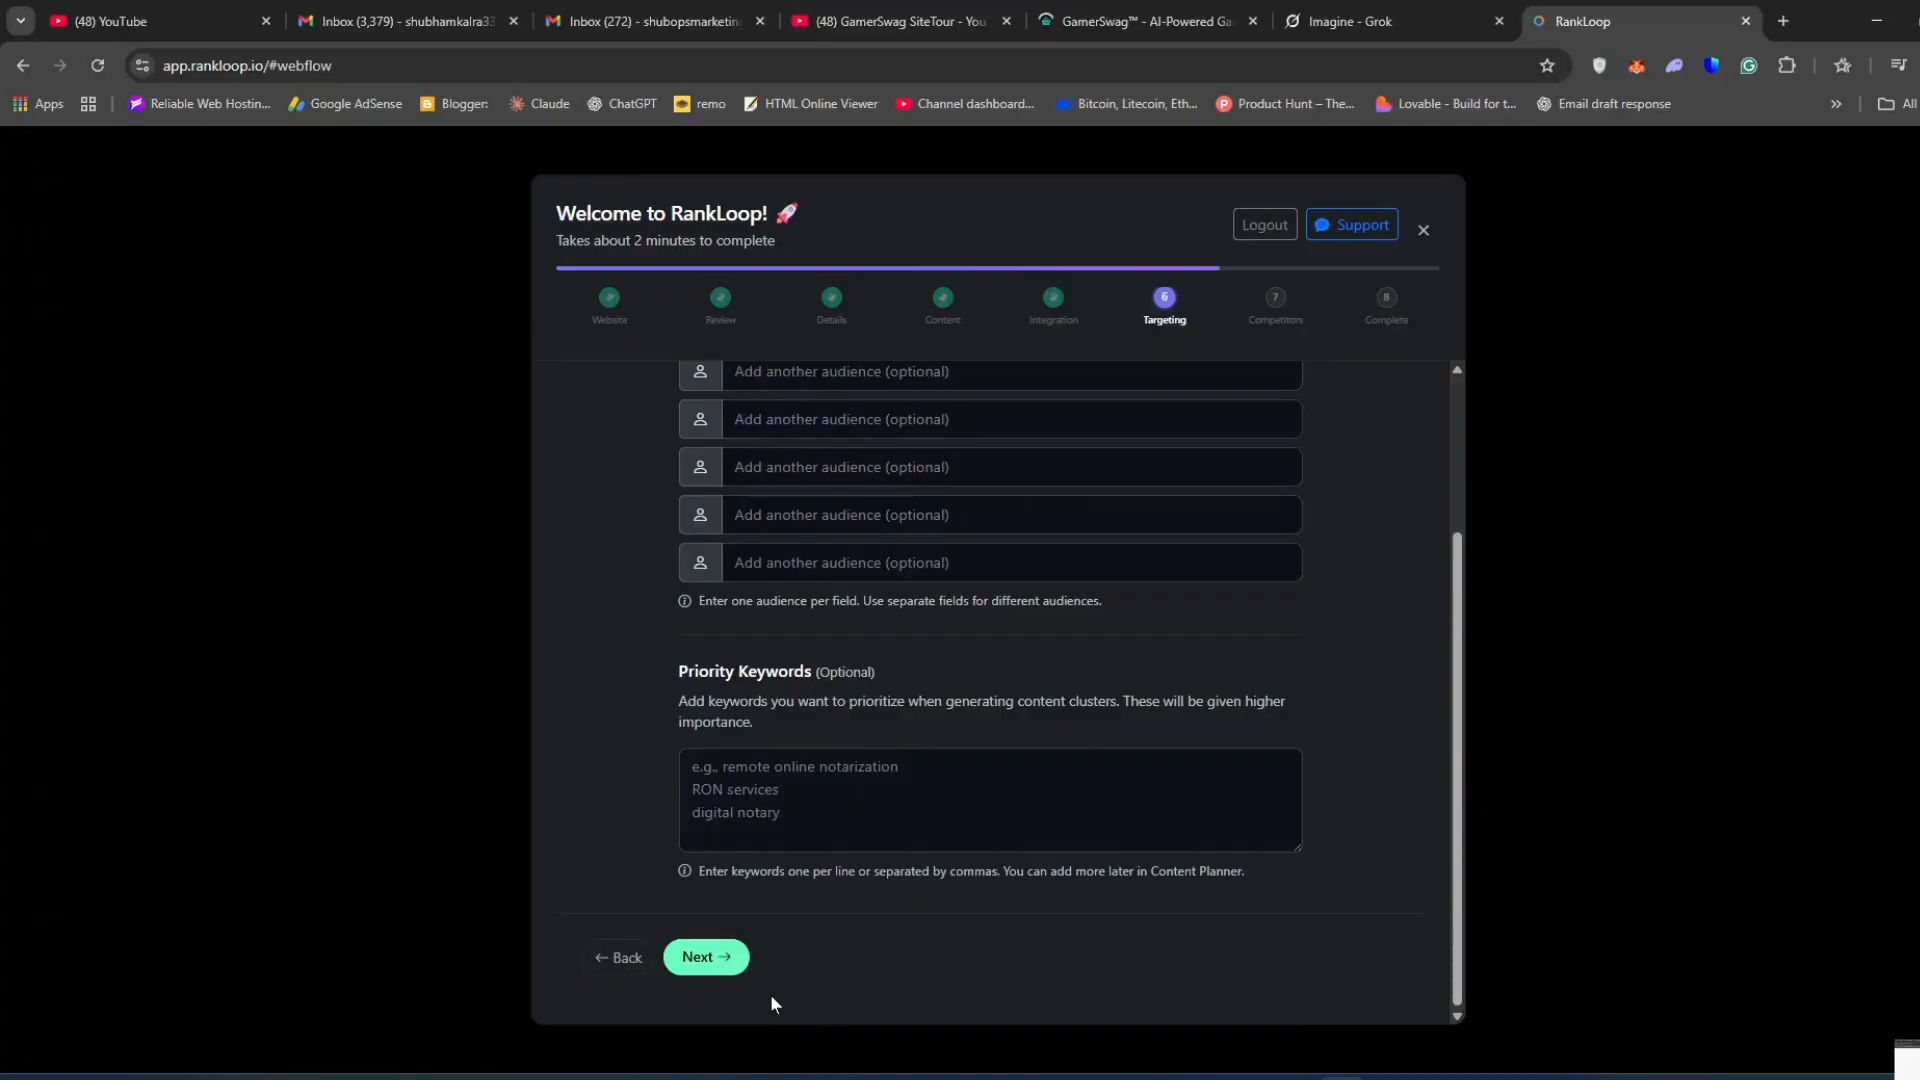 (48) YouTube
Inbox (3,379) - shubhamkalra33
Inbox (272) - shubopsmarketin
(48) GamerSwag SiteTour - You
GamerSwag™ - AI-Powered Ga
Imagine - Grok
RankLoop
app.rankloop.io/#webflow
Apps
Reliable Web Hostin...
Google AdSense
Blogger:
Claude
ChatGPT
remo
HTML Online Viewer
Channel dashboard...
Bitcoin, Litecoin, Eth...
Product Hunt – The...
Lovable - Build for t...
Email draft response
All
Welcome to RankLoop! 🚀
Takes about 2 minutes to complete
Logout
Support
Website
Review
Details
Content
Integration
6
Targeting
7
Competitors
8
Complete
Add another audience (optional)
Add another audience (optional)
Add another audience (optional)
Add another audience (optional)
Add another audience (optional)
Enter one audience per field. Use separate fields for different audiences.
Priority Keywords (Optional)
Add keywords you want to prioritize when generating content clusters. These will be given higher
importance.
e.g., remote online notarization
RON services
digital notary
Enter keywords one per line or separated by commas. You can add more later in Content Planner.
← Back
Next →